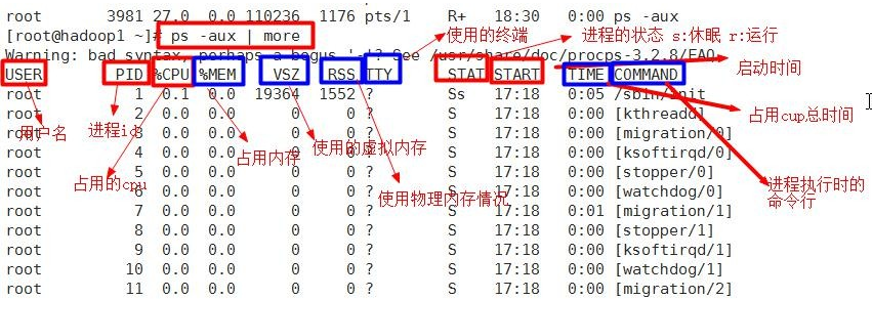 root 3981 27.0 0.0 110236 1176 pts/1 R+ 18:30 0:00 ps -aux
[root@hadoop1 ~]# ps -aux | more
使用的终端
进程的状态 s:休眠 r:运行
Warning: bad syntax, perhaps a bogus '-'? See /usr/share/doc/procps-3.2.8/FAQ
启动时间
USER PID %CPU %MEM VSZ RSS TTY STAT START TIME COMMAND
root 1 0.1 0.0 19364 1552 ? Ss 17:18 0:05 /sbin/init
root 2 0.0 0.0 0 0 ? S 17:18 0:00 [kthreadd]
占用cup总时间
用户名
进程id
root 3 0.0 0.0 0 0 ? S 17:18 0:00 [migration/0]
使用的虚拟内存
占用内存
root 4 0.0 0.0 0 0 ? S 17:18 0:00 [ksoftirqd/0]
root 5 0.0 0.0 0 0 ? S 17:18 0:00 [stopper/0]
占用的cpu
进程执行时的
命令行
root 6 0.0 0.0 0 0 ? S 17:18 0:00 [watchdog/0]
使用物理内存情况
root 7 0.0 0.0 0 0 ? S 17:18 0:01 [migration/1]
root 8 0.0 0.0 0 0 ? S 17:18 0:00 [stopper/1]
root 9 0.0 0.0 0 0 ? S 17:18 0:00 [ksoftirqd/1]
root 10 0.0 0.0 0 0 ? S 17:18 0:00 [watchdog/1]
root 11 0.0 0.0 0 0 ? S 17:18 0:00 [migration/2]